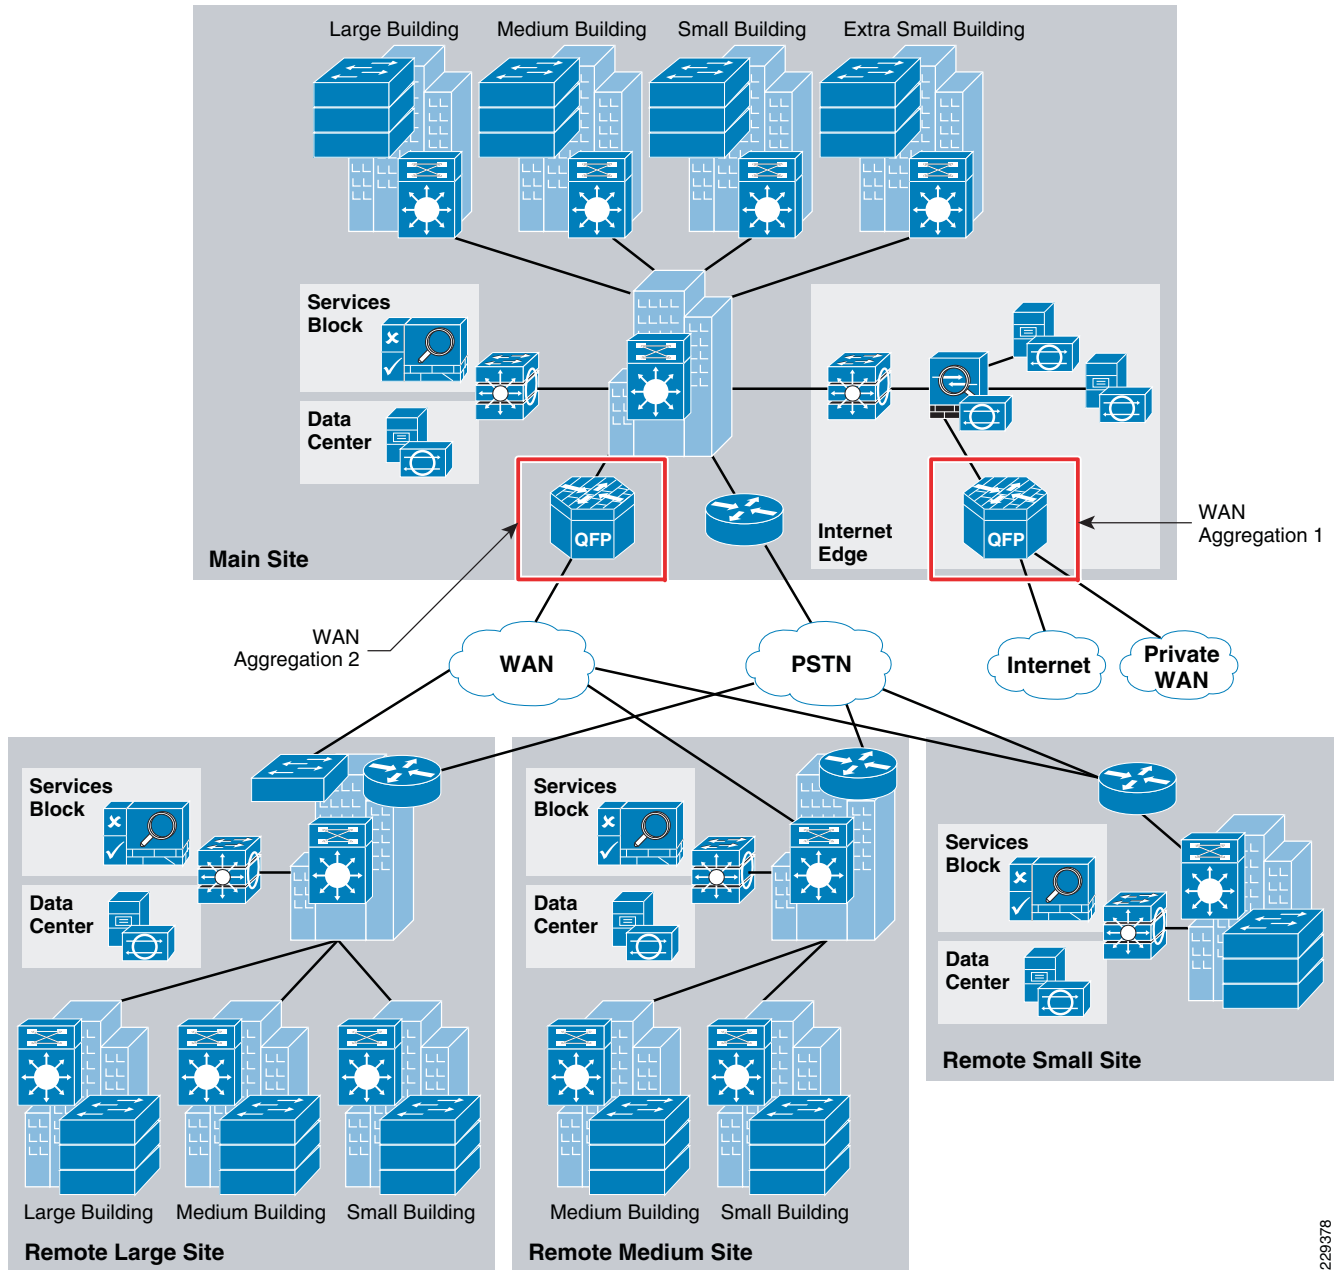 Large Building
Medium Building
Small Building
Extra Small Building
Services
Block
Data
Center
QFP
Internet
Edge
QFP
WAN
Aggregation 1
Main Site
WAN
Aggregation 2
WAN
PSTN
Internet
Private
WAN
Services
Block
Data
Center
Large Building
Medium Building
Small Building
Remote Large Site
Services
Block
Data
Center
Medium Building
Small Building
Remote Medium Site
Services
Block
Data
Center
Remote Small Site
229378